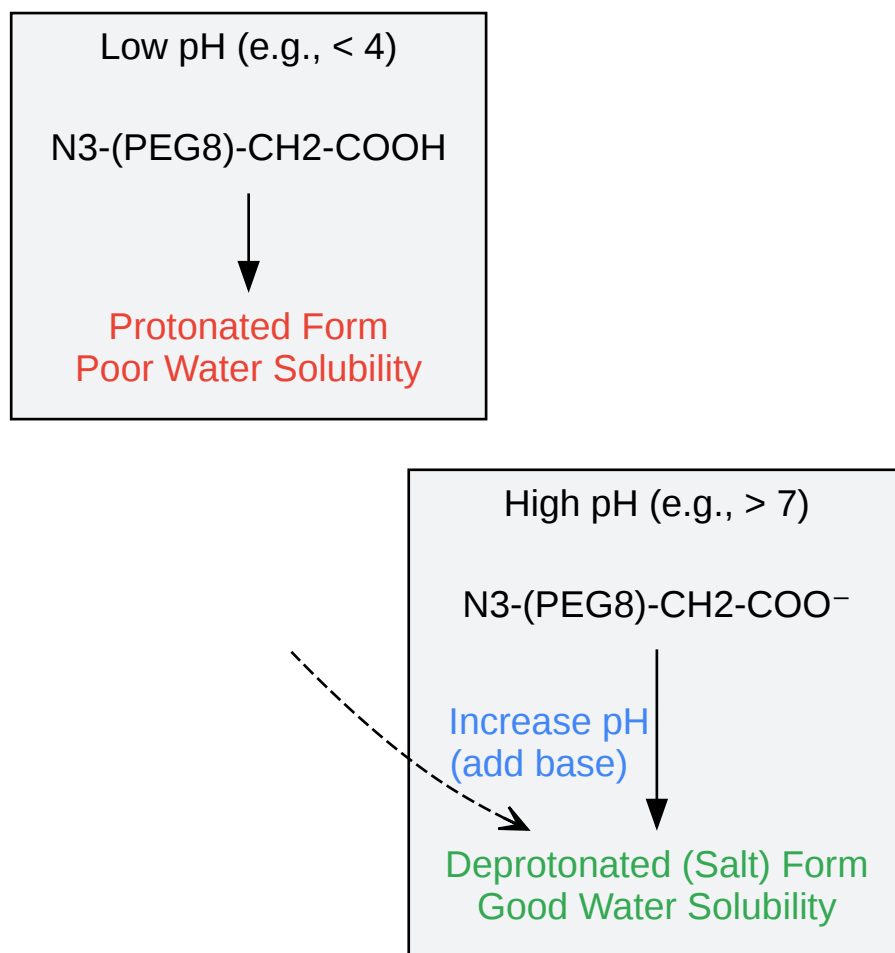 Low pH (e.g., < 4)
N3-(PEG8)-CH2-COOH
Protonated Form
Poor Water Solubility
High pH (e.g., > 7)
N3-(PEG8)-CH2-COO⁻
Increase pH
(add base)
Deprotonated (Salt) Form
Good Water Solubility